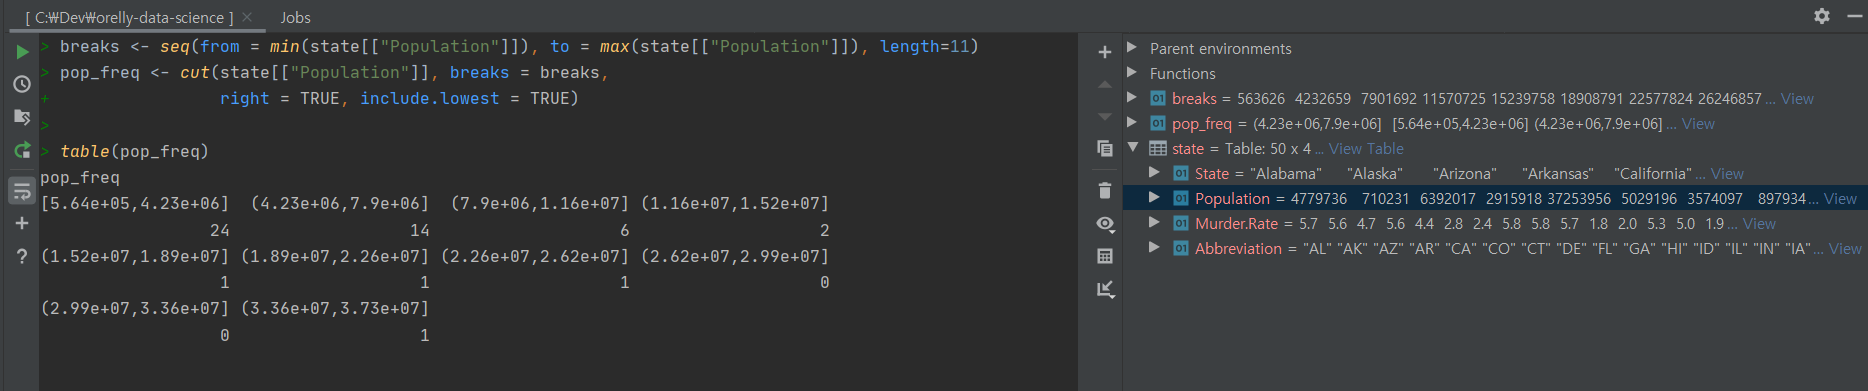 [ C:₩Dev₩orelly-data-science ] × Jobs
> breaks <- seq(from = min(state[["Population"]]), to = max(state[["Population"]]), length=11)
> pop_freq <- cut(state[["Population"]], breaks = breaks,
+ right = TRUE, include.lowest = TRUE)
>
> table(pop_freq)
pop_freq
[5.64e+05,4.23e+06] (4.23e+06,7.9e+06] (7.9e+06,1.16e+07] (1.16e+07,1.52e+07]
24 14 6 2
(1.52e+07,1.89e+07] (1.89e+07,2.26e+07] (2.26e+07,2.62e+07] (2.62e+07,2.99e+07]
1 1 1 0
(2.99e+07,3.36e+07] (3.36e+07,3.73e+07]
0 1
Parent environments
Functions
breaks = 563626 4232659 7901692 11570725 15239758 18908791 22577824 26246857 ... View
pop_freq = (4.23e+06,7.9e+06] [5.64e+05,4.23e+06] (4.23e+06,7.9e+06] ... View
state = Table: 50 x 4 ... View Table
State = "Alabama" "Alaska" "Arizona" "Arkansas" "California" ... View
Population = 4779736 710231 6392017 2915918 37253956 5029196 3574097 897934 ... View
Murder.Rate = 5.7 5.6 4.7 5.6 4.4 2.8 2.4 5.8 5.8 5.7 1.8 2.0 5.3 5.0 1.9 ... View
Abbreviation = "AL" "AK" "AZ" "AR" "CA" "CO" "CT" "DE" "FL" "GA" "HI" "ID" "IL" "IN" "IA" ... View